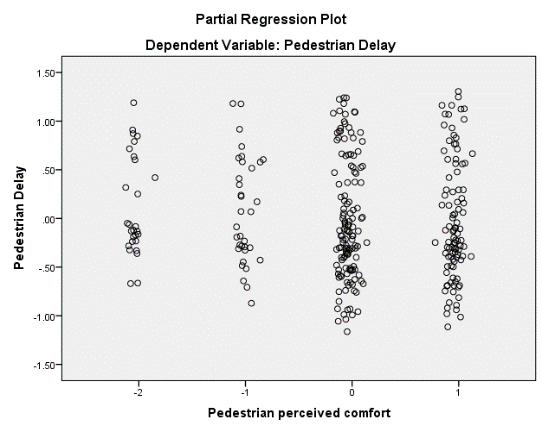 Partial Regression Plot
Dependent Variable: Pedestrian Delay
1.50
1.00
.50
.00
-.50
-1.00
-1.50
Pedestrian Delay
-2
-1
0
1
Pedestrian perceived comfort